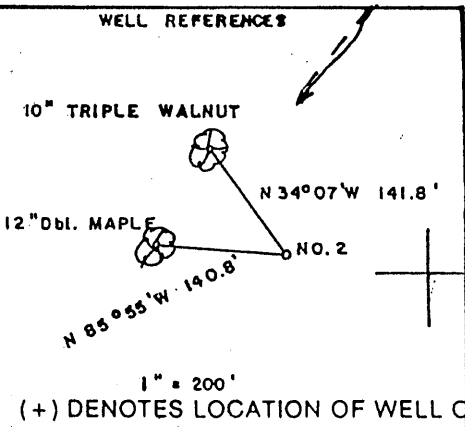 WELL REFERENCES
10" TRIPLE WALNUT
N 34°07'W 141.8'
12" Dbl. MAPLE
NO. 2
N 85°55'W 140.8'
1" = 200'
(+) DENOTES LOCATION OF WELL